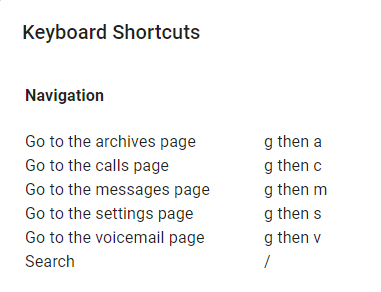 Keyboard Shortcuts
Navigation
Go to the archives page g then a
Go to the calls page g then c
Go to the messages page g then m
Go to the settings page g then s
Go to the voicemail page g then v
Search /